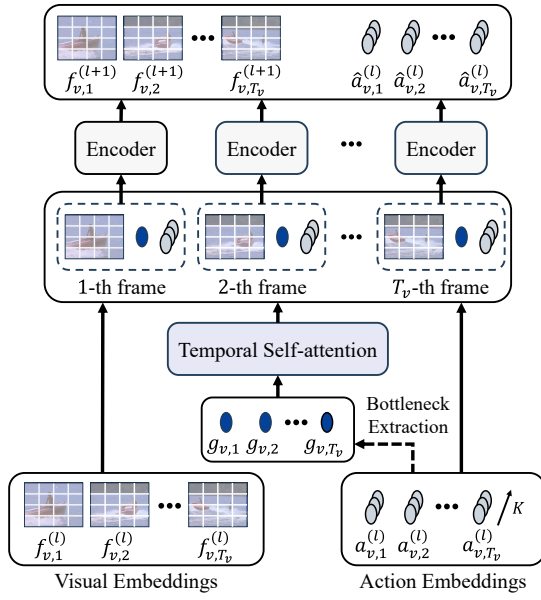 f_{v,1}^{(l+1)} f_{v,2}^{(l+1)} ••• f_{v,T_v}^{(l+1)} â_{v,1}^{(l)} â_{v,2}^{(l)} ••• â_{v,T_v}^{(l)}
Encoder Encoder ••• Encoder
•••
1-th frame 2-th frame T_v-th frame
Temporal Self-attention
Bottleneck
Extraction
•••
g_{v,1} g_{v,2} g_{v,T_v}
f_{v,1}^{(l)} f_{v,2}^{(l)} ••• f_{v,T_v}^{(l)} a_{v,1}^{(l)} a_{v,2}^{(l)} ••• a_{v,T_v}^{(l)} K
Visual Embeddings Action Embeddings